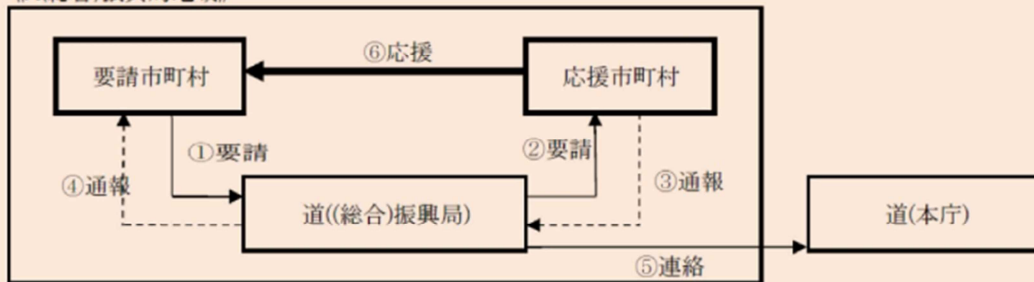 ⑥応援
要請市町村
応援市町村
①要請
②要請
④通報
③通報
道((総合)振興局)
道(本庁)
⑤連絡